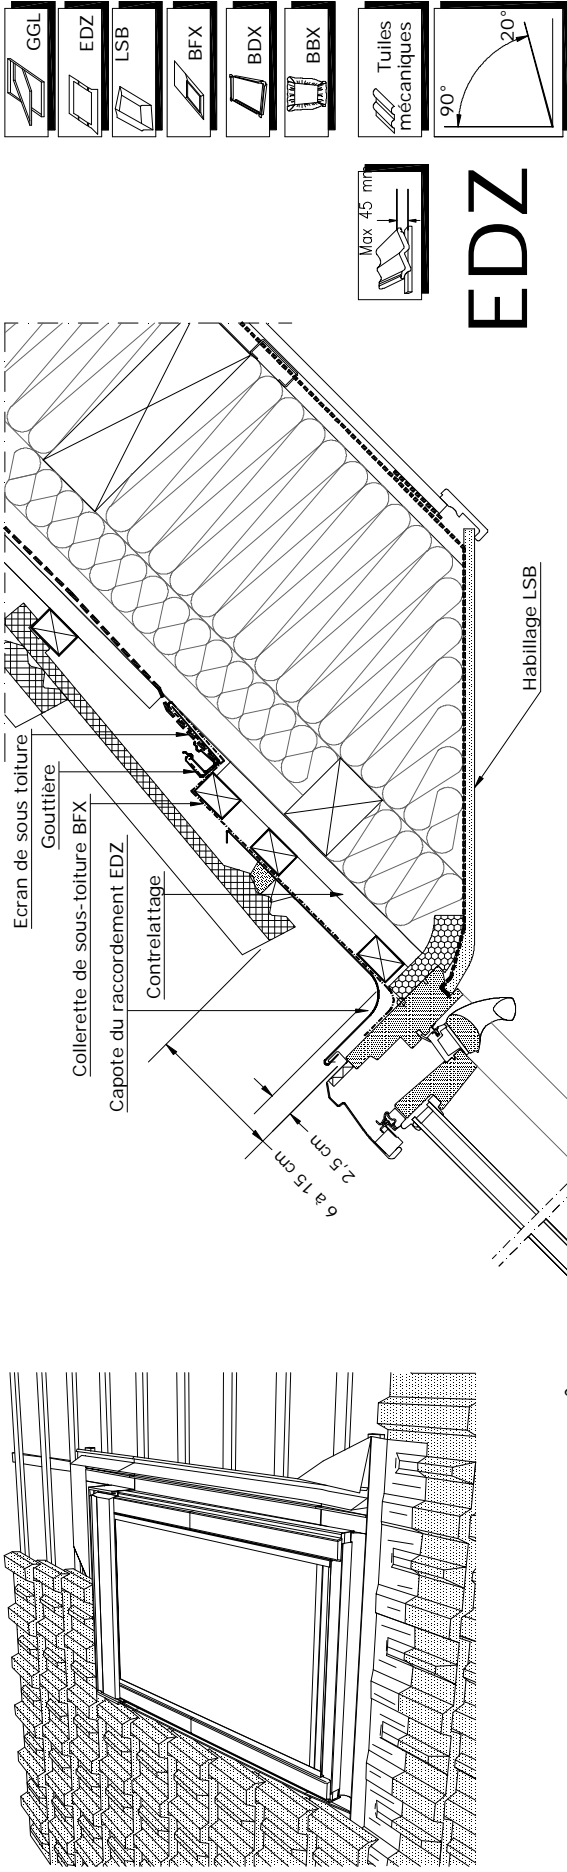 GGL
EDZ
LSB
BFX
BDX
BBX
Tuiles
mécaniques
90°
20°
Max 45 mm
EDZ
Ecran de sous toiture
Gouttière
Collerette de sous-toiture BFX
Capote du raccordement EDZ
Contrelattage
Habillage LSB
6 à 15 cm
2,5 cm